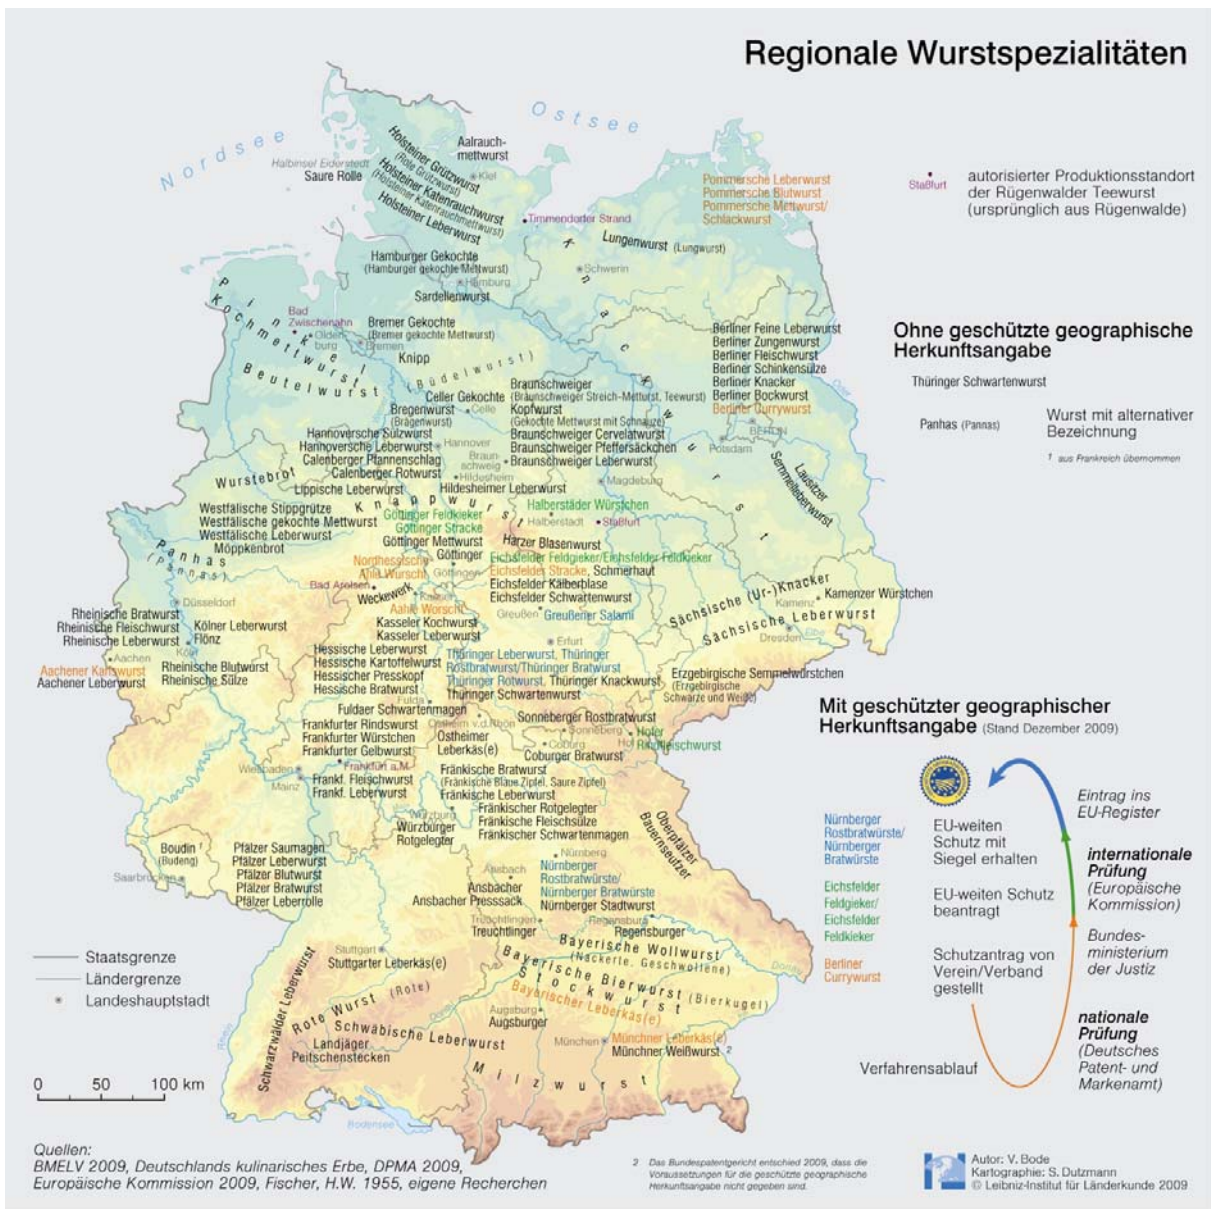 Regionale Wurstspezialitäten
Nordsee
Ostsee
Halbinsel Eiderstedt
Saure Rolle
Holsteiner Grützwurst
(Rote Grützwurst)
Holsteiner Katenrauchwurst
(Holsteiner Katenrauchmettwurst)
Holsteiner Leberwurst
Aalrauch-
mettwurst
Kiel
Timmendorfer Strand
Pommersche Leberwurst
Pommersche Blutwurst
Pommersche Mettwurst/
Schlackwurst
Lungenwurst (Lungwurst)
Schwerin
Knackwurst
Hamburger Gekochte
(Hamburger gekochte Mettwurst)
Hamburg
Sardellenwurst
Pinkel
Kochmettwurst
Beutelwurst (Büdelwurst)
Bad
Zwischenahn
Olden-
burg
Bremer Gekochte
(Bremer gekochte Mettwurst)
Bremen
Knipp
Berliner Feine Leberwurst
Berliner Zungenwurst
Berliner Fleischwurst
Berliner Schinkensülze
Berliner Knacker
Berliner Bockwurst
Berliner Currywurst
BERLIN
Potsdam
Oder
Celler Gekochte
Celle
Bregenwurst
(Brägenwurst)
Braunschweiger
(Braunschweiger Streich-Mettwurst, Teewurst)
Kopfwurst
(Gekochte Mettwurst mit Schnauze)
Braunschweiger Cervelatwurst
Braunschweiger Pfeffersäckchen
Braunschweiger Leberwurst
Braun-
schweig
Hannoversche Sülzwurst
Hannoversche Leberwurst
Calenberger Pfannenschlag
Calenberger Rotwurst
Hannover
Hildesheim
Hildesheimer Leberwurst
Magdeburg
Lausitzer
Semmelleberwurst
Wurstebrot
Lippische Leberwurst
Knappwurst
Westfälische Stippgrütze
Westfälische gekochte Mettwurst
Westfälische Leberwurst
Möppkenbrot
Panhas
(Pannas)
Göttinger Feldkieker
Göttinger Stracke
Göttinger Mettwurst
Göttinger
Göttingen
Halberstäder Würstchen
Halberstadt
Staßfurt
Harzer Blasenwurst
Eichsfelder Feldgieker/Eichsfelder Feldkieker
Eichsfelder Stracke, Schmerhaut
Eichsfelder Kälberblase
Eichsfelder Schwartenwurst
Nordhessische
Ahle Wurscht
Bad Arolsen
Weckewerk
Kassel
Aahle Worscht
Kasseler Kochwurst
Kasseler Leberwurst
Greußen
Greußener Salami
Sächsische (Ur-)Knacker
Kamenz
Kamenzer Würstchen
Sächsische Leberwurst
Dresden
Elbe
Düsseldorf
Rheinische Bratwurst
Rheinische Fleischwurst
Rheinische Leberwurst
Kölner Leberwurst
Flönz
Köln
Aachen
Aachener Karlswurst
Aachener Leberwurst
Rheinische Blutwurst
Rheinische Sülze
Hessische Leberwurst
Hessische Kartoffelwurst
Hessischer Presskopf
Hessische Bratwurst
Erfurt
Thüringer Leberwurst, Thüringer
Rostbratwurst/Thüringer Bratwurst
Thüringer Rotwurst, Thüringer Knackwurst
Thüringer Schwartenwurst
Erzgebirgische Semmelwürstchen
(Erzgebirgische
Schwarze und Weiße)
Fulda
Fuldaer Schwartenmagen
Frankfurter Rindswurst
Frankfurter Würstchen
Frankfurter Gelbwurst
Frankfurt a.M.
Frankf. Fleischwurst
Frankf. Leberwurst
Wiesbaden
Mainz
Ostheim v.d.Rhön
Ostheimer
Leberkäs(e)
Sonneberger Rostbratwurst
Sonneberg
Coburg
Coburger Bratwurst
Hof
Hofer
Rindfleischwurst
Fränkische Bratwurst
(Fränkische Blaue Zipfel, Saure Zipfel)
Fränkische Leberwurst
Fränkischer Rotgelegter
Fränkische Fleischsülze
Fränkischer Schwartenmagen
Würzburg
Würzburger
Rotgelegter
Oberpfälzer
Bauernseufzer
Boudin 1
(Budeng)
Saarbrücken
Pfälzer Saumagen
Pfälzer Leberwurst
Pfälzer Blutwurst
Pfälzer Bratwurst
Pfälzer Leberrolle
Nürnberg
Nürnberger
Rostbratwürste/
Nürnberger Bratwürste
Nürnberger Stadtwurst
Ansbach
Ansbacher
Ansbacher Presssack
Treuchtlingen
Treuchtlinger
Regensburg
Regensburger
Stuttgart
Stuttgarter Leberkäs(e)
Bayerische Wollwurst
(Nackerte, Geschwollene)
Bayerische Bierwurst (Bierkugel)
Stockwurst
Bayerischer Leberkäs(e)
Donau
Schwarzwälder Leberwurst
Rote Wurst (Rote)
Schwäbische Leberwurst
Landjäger
Peitschenstecken
Augsburg
Augsburger
München
Münchner Leberkäs(e)
Münchner Weißwurst 2
Milzwurst
Rhein
Bodensee
Staßfurt
autorisierter Produktionsstandort
der Rügenwalder Teewurst
(ursprünglich aus Rügenwalde)
Ohne geschützte geographische
Herkunftsangabe
Thüringer Schwartenwurst
Panhas (Pannas)
Wurst mit alternativer
Bezeichnung
1 aus Frankreich übernommen
Mit geschützter geographischer
Herkunftsangabe (Stand Dezember 2009)
Nürnberger
Rostbratwürste/
Nürnberger
Bratwürste
EU-weiten
Schutz mit
Siegel erhalten
Eichsfelder
Feldgieker/
Eichsfelder
Feldkieker
EU-weiten Schutz
beantragt
Berliner
Currywurst
Schutzantrag von
Verein/Verband
gestellt
Verfahrensablauf
Eintrag ins
EU-Register
internationale
Prüfung
(Europäische
Kommission)
Bundes-
ministerium
der Justiz
nationale
Prüfung
(Deutsches
Patent- und
Markenamt)
Staatsgrenze
Ländergrenze
Landeshauptstadt
0 50 100 km
Quellen:
BMELV 2009, Deutschlands kulinarisches Erbe, DPMA 2009,
Europäische Kommission 2009, Fischer, H.W. 1955, eigene Recherchen
2 Das Bundespatentgericht entschied 2009, dass die
Voraussetzungen für die geschützte geographische
Herkunftsangabe nicht gegeben sind.
Autor: V. Bode
Kartographie: S. Dutzmann
© Leibniz-Institut für Länderkunde 2009